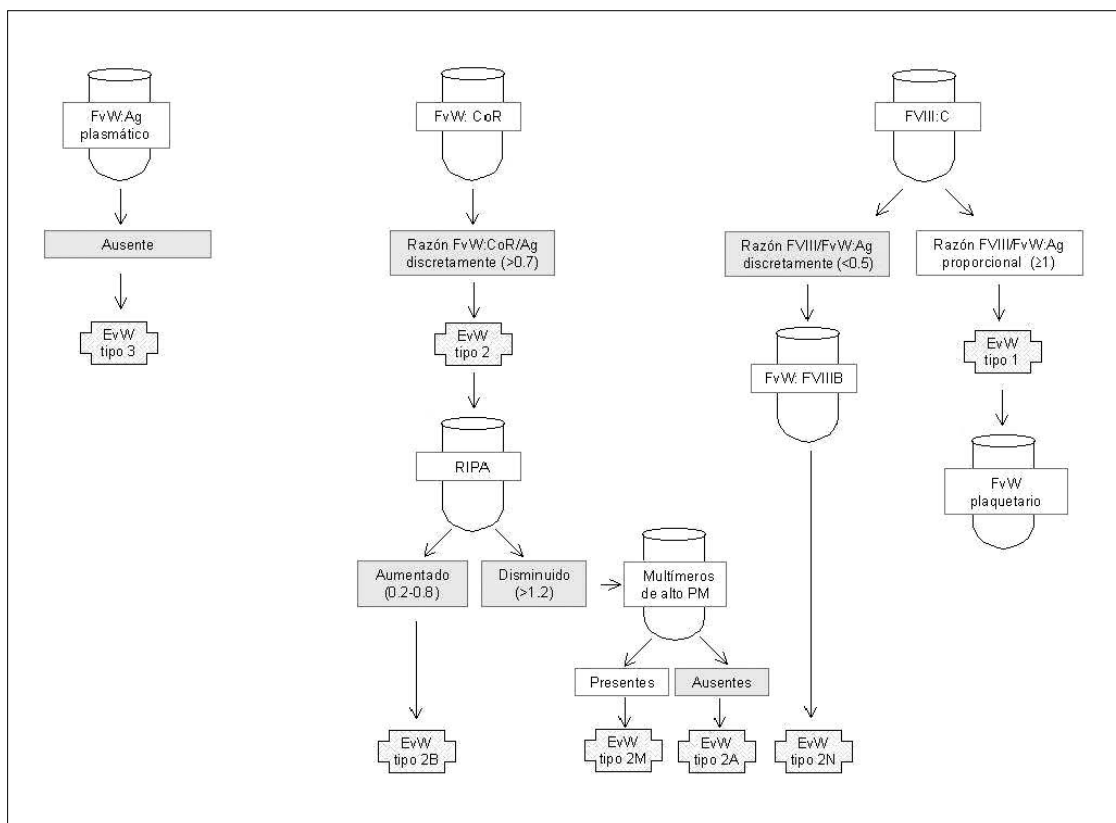 FvW:Ag
plasmático
Ausente
EvW
tipo 3
FvW: CoR
Razón FvW:CoR/Ag
discretamente (>0.7)
EvW
tipo 2
RIPA
Aumentado
(0.2-0.8)
Disminuido
(>1.2)
EvW
tipo 2B
Multímeros
de alto PM
Presentes
Ausentes
EvW
tipo 2M
EvW
tipo 2A
FVIII:C
Razón FVIII/FvW:Ag
discretamente (<0.5)
FvW: FVIIIB
EvW
tipo 2N
Razón FVIII/FvW:Ag
proporcional (≥1)
EvW
tipo 1
FvW
plaquetario